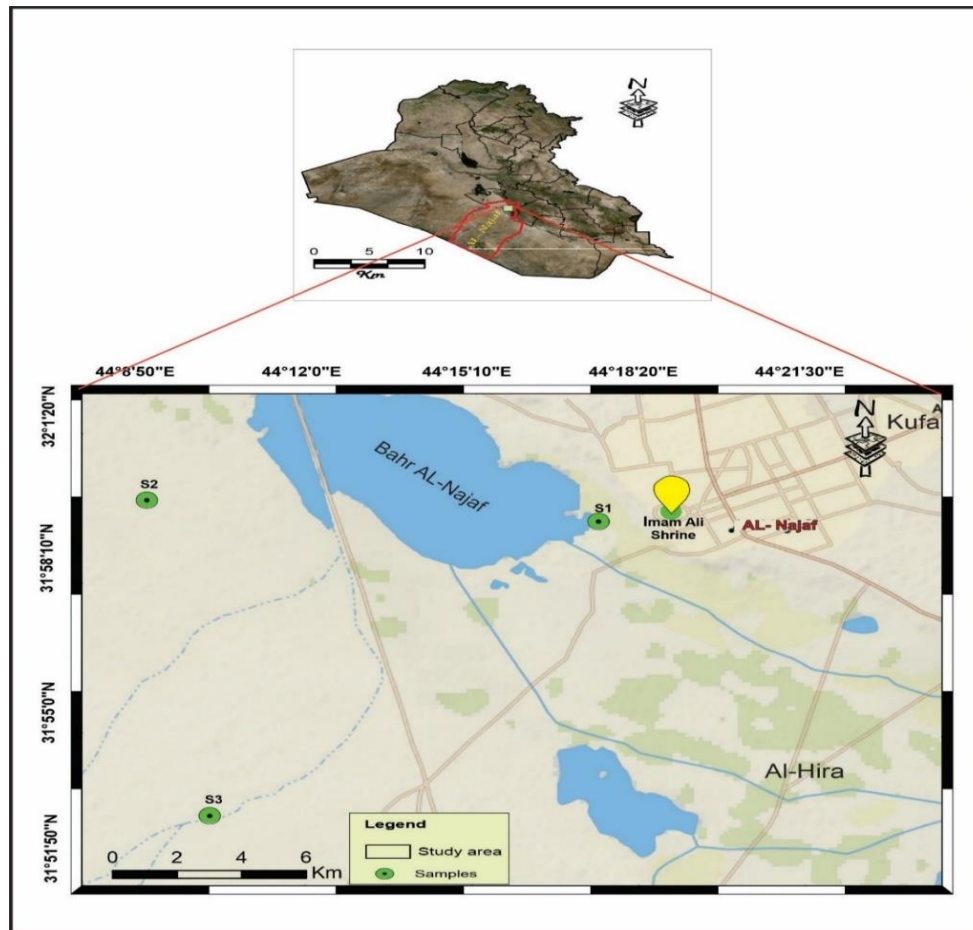 N
AL-Najaf
0 5 10
Km
44°8'50"E 44°12'0"E 44°15'10"E 44°18'20"E 44°21'30"E
32°1'20"N
31°58'10"N
31°55'0"N
31°51'50"N
N
A
Kufa
Bahr AL-Najaf
S2
S1
Imam Ali
Shrine
AL- Najaf
Al-Hira
S3
Legend
Study area
Samples
0 2 4 6
Km